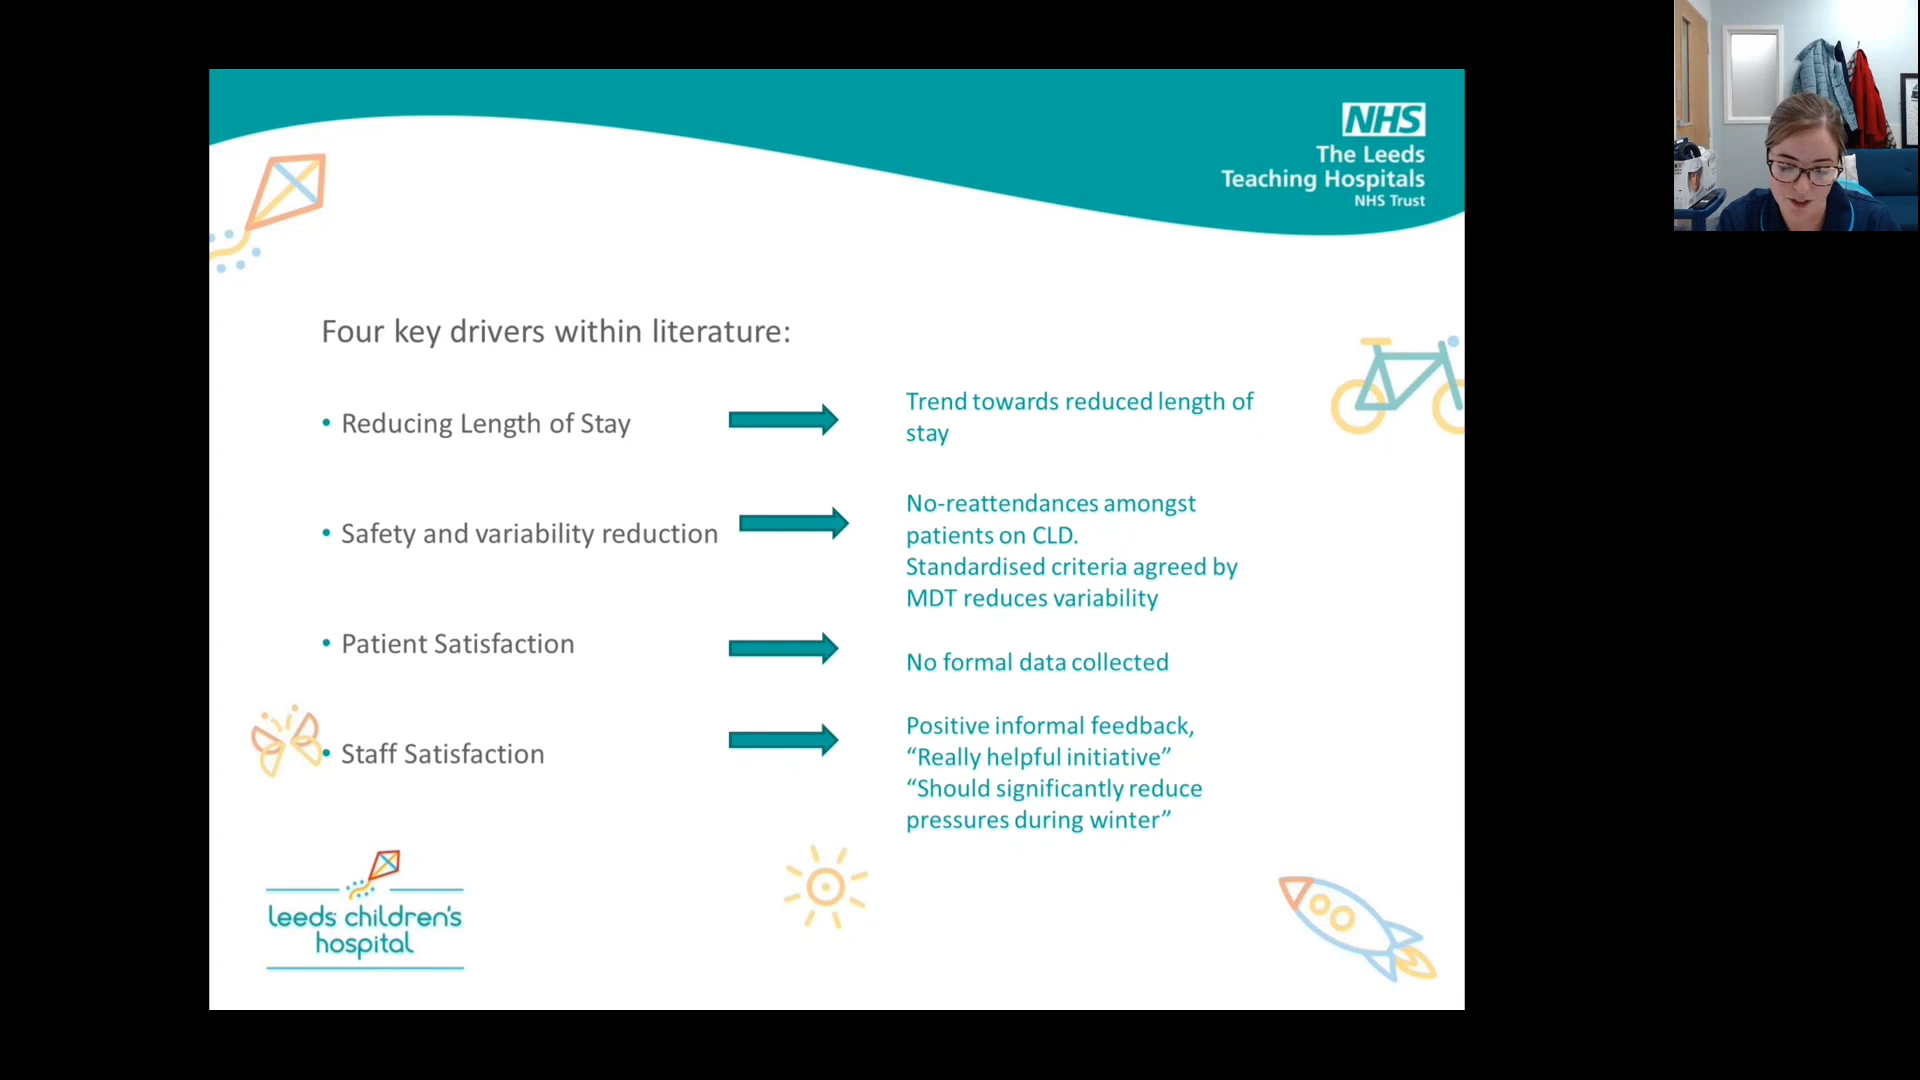 NHS
The Leeds
Teaching Hospitals
NHS Trust
Four key drivers within literature:
• Reducing Length of Stay
Trend towards reduced length of
stay
• Safety and variability reduction
No-reattendances amongst
patients on CLD.
Standardised criteria agreed by
MDT reduces variability
• Patient Satisfaction
No formal data collected
• Staff Satisfaction
Positive informal feedback,
“Really helpful initiative”
“Should significantly reduce
pressures during winter”
leeds children's
hospital